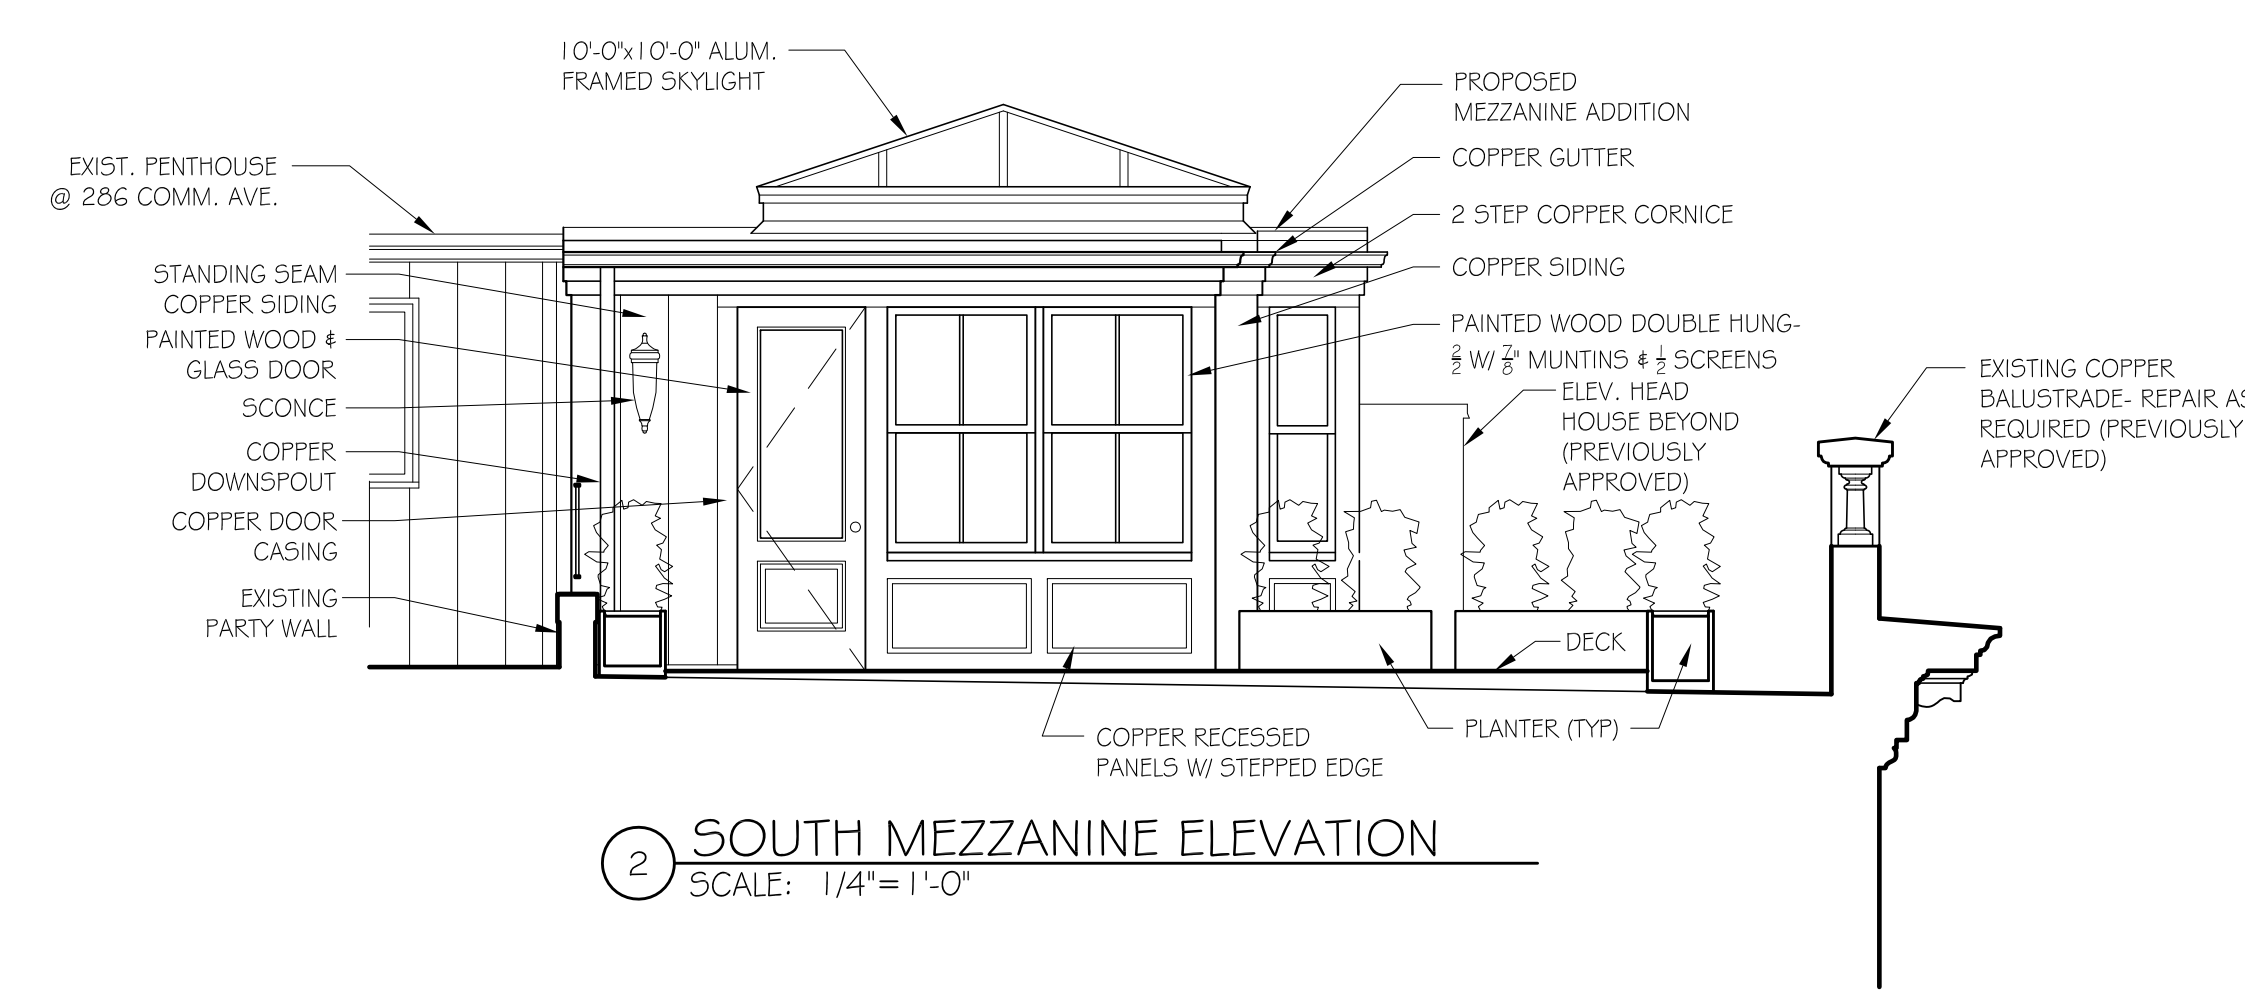 10'-0"x10'-0" ALUM.
FRAMED SKYLIGHT
EXIST. PENTHOUSE
@ 286 COMM. AVE.
STANDING SEAM
COPPER SIDING
PAINTED WOOD &
GLASS DOOR
SCONCE
COPPER
DOWNSPOUT
COPPER DOOR
CASING
EXISTING
PARTY WALL
PROPOSED
MEZZANINE ADDITION
COPPER GUTTER
2 STEP COPPER CORNICE
COPPER SIDING
PAINTED WOOD DOUBLE HUNG-
2/2 W/ 7/8" MUNTINS & 1/2 SCREENS
ELEV. HEAD
HOUSE BEYOND
(PREVIOUSLY
APPROVED)
EXISTING COPPER
BALUSTRADE- REPAIR AS
REQUIRED (PREVIOUSLY
APPROVED)
DECK
PLANTER (TYP)
COPPER RECESSED
PANELS W/ STEPPED EDGE
2 SOUTH MEZZANINE ELEVATION
SCALE: 1/4"=1'-0"